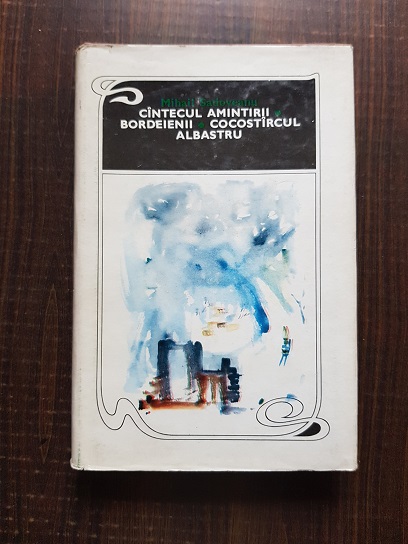 Mihail Sadoveanu
CÎNTECUL AMINTIRII •
BORDEIENII • COCOSTÎRCUL
ALBASTRU